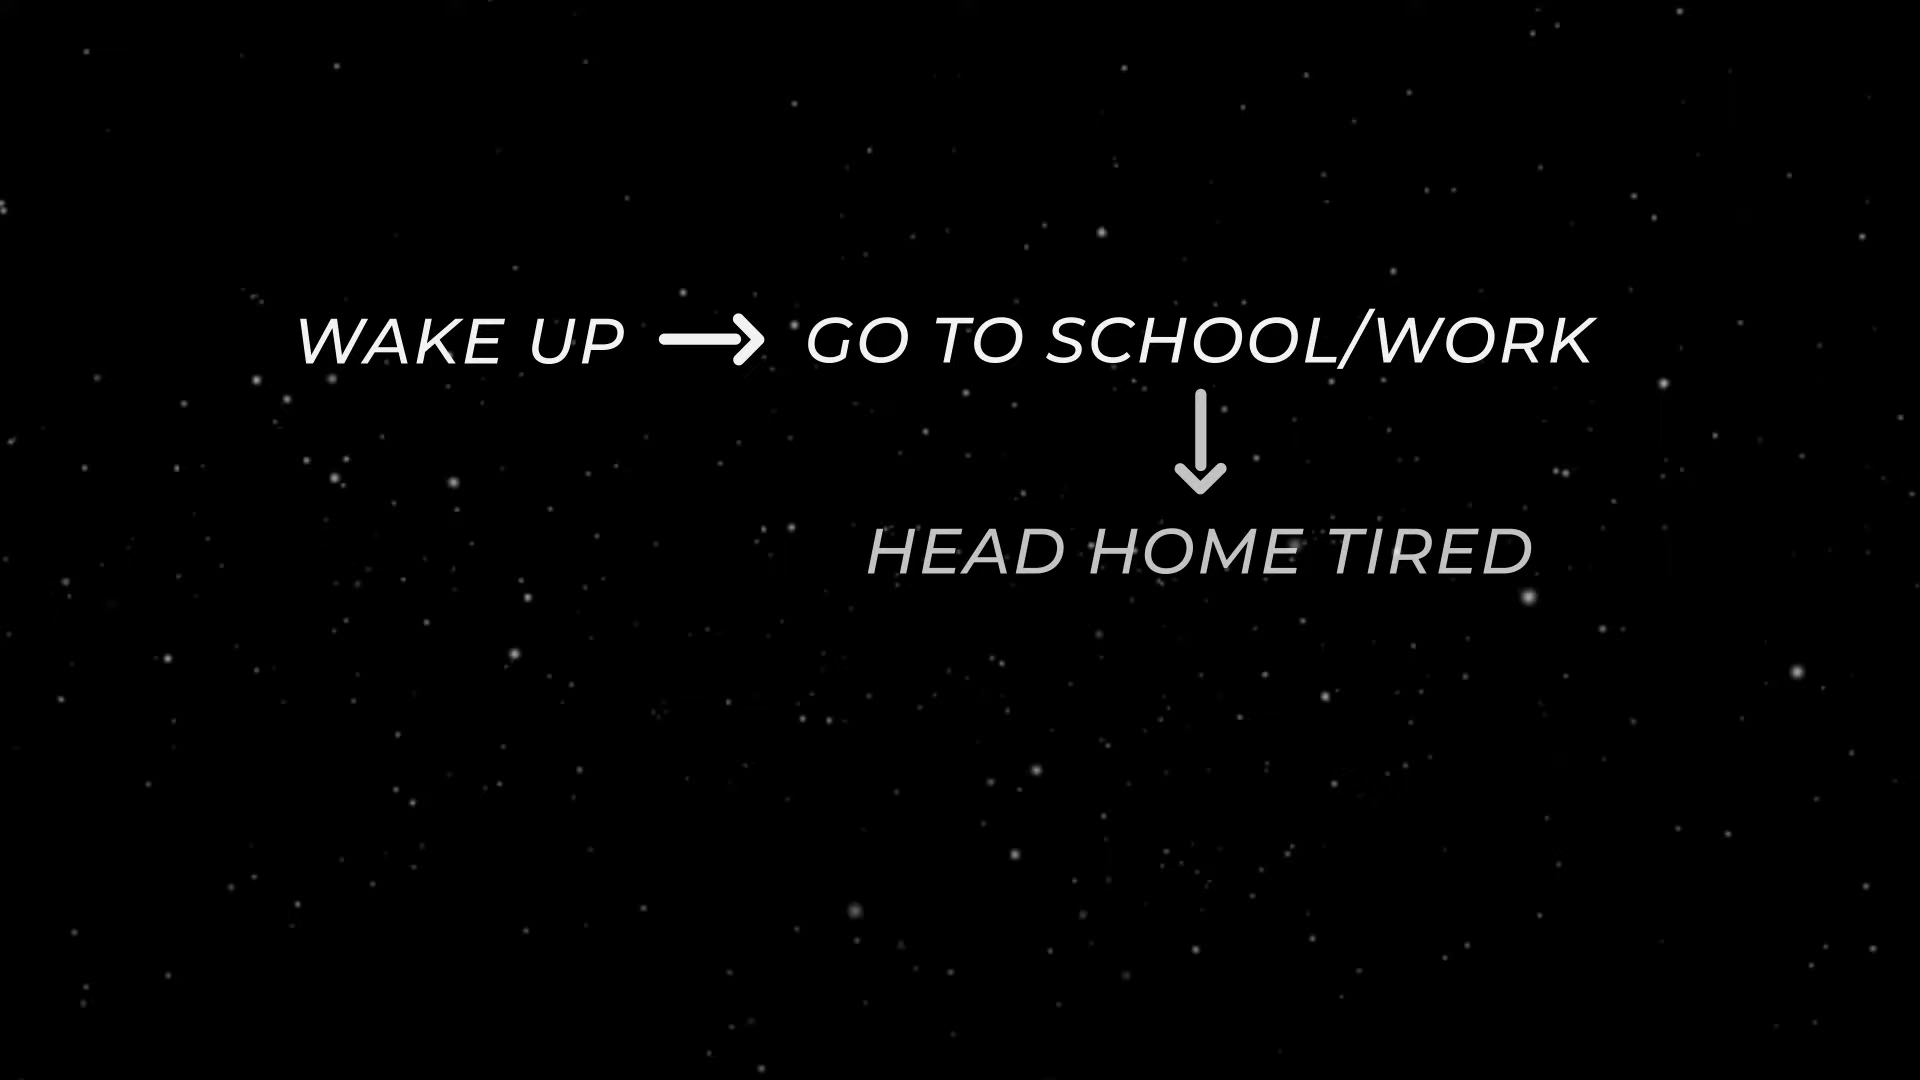 WAKE UP → GO TO SCHOOL/WORK
↓
HEAD HOME TIRED